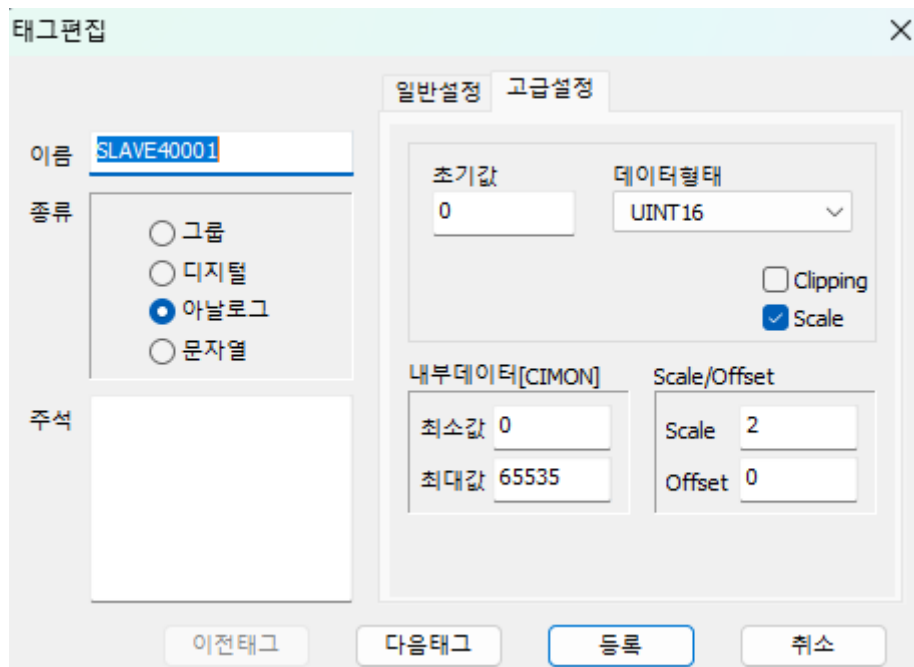 태그편집
이름 SLAVE40001
종류
그룹
디지털
아날로그
문자열
주석
일반설정 고급설정
초기값 데이터형태
0 UINT16
Clipping
Scale
내부데이터[CIMON] Scale/Offset
최소값 0 Scale 2
최대값 65535 Offset 0
이전태그 다음태그 등록 취소